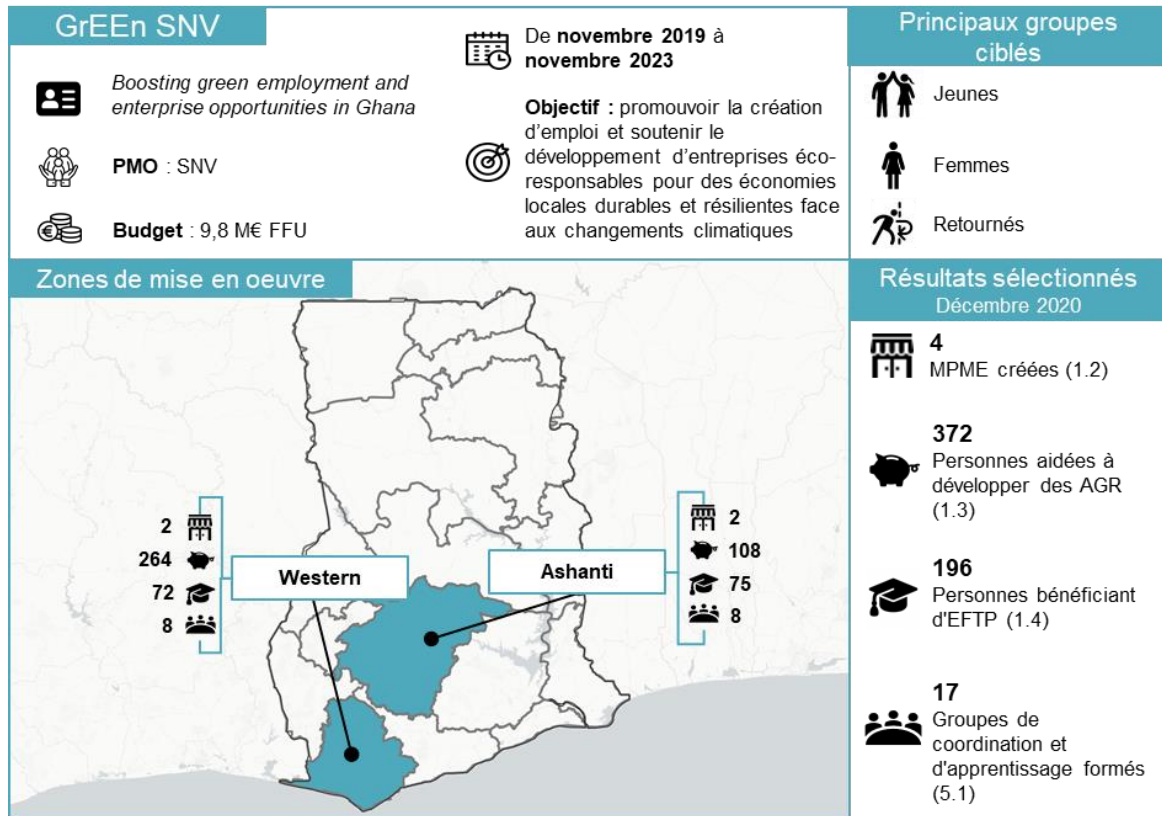 GrEEn SNV
Boosting green employment and
enterprise opportunities in Ghana
PMO : SNV
Budget : 9,8 M€ FFU
De novembre 2019 à
novembre 2023
Objectif : promouvoir la création
d'emploi et soutenir le
développement d'entreprises éco-
responsables pour des économies
locales durables et résilientes face
aux changements climatiques
Principaux groupes
ciblés
Jeunes
Femmes
Retournés
Zones de mise en oeuvre
2
264
72
8
Western
Ashanti
2
108
75
8
Résultats sélectionnés
Décembre 2020
4
MPME créées (1.2)
372
Personnes aidées à
développer des AGR
(1.3)
196
Personnes bénéficiant
d'EFTP (1.4)
17
Groupes de
coordination et
d'apprentissage formés
(5.1)